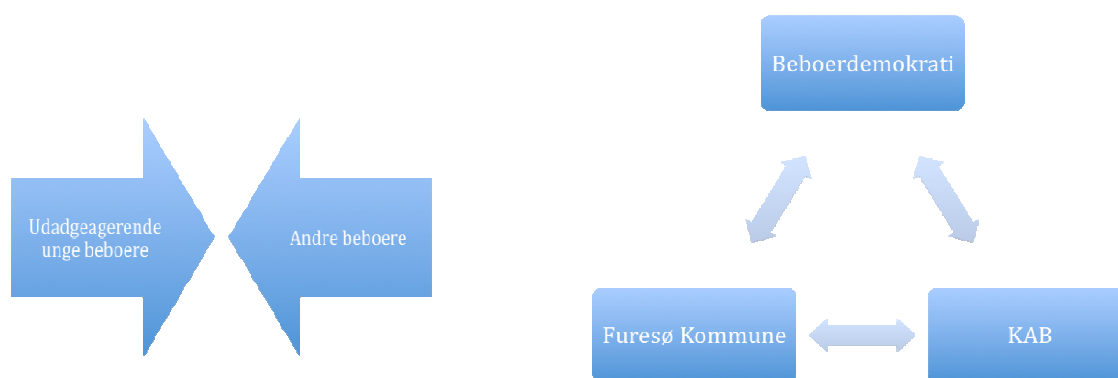 Beboerdemokrati
Udadgeagerende
unge beboere
Andre beboere
Furesø Kommune
KAB